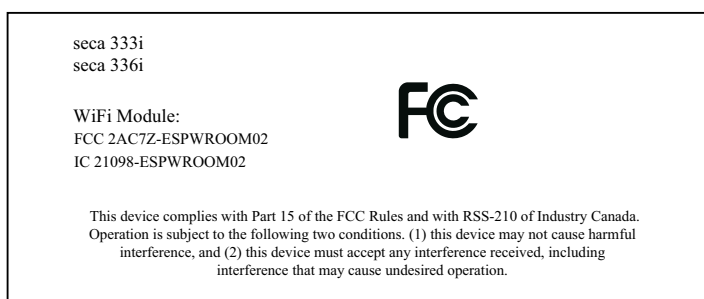 seca 333i
seca 336i
WiFi Module:
FCC 2AC7Z-ESPWROOM02
IC 21098-ESPWROOM02
FC
This device complies with Part 15 of the FCC Rules and with RSS-210 of Industry Canada.
Operation is subject to the following two conditions. (1) this device may not cause harmful
interference, and (2) this device must accept any interference received, including
interference that may cause undesired operation.